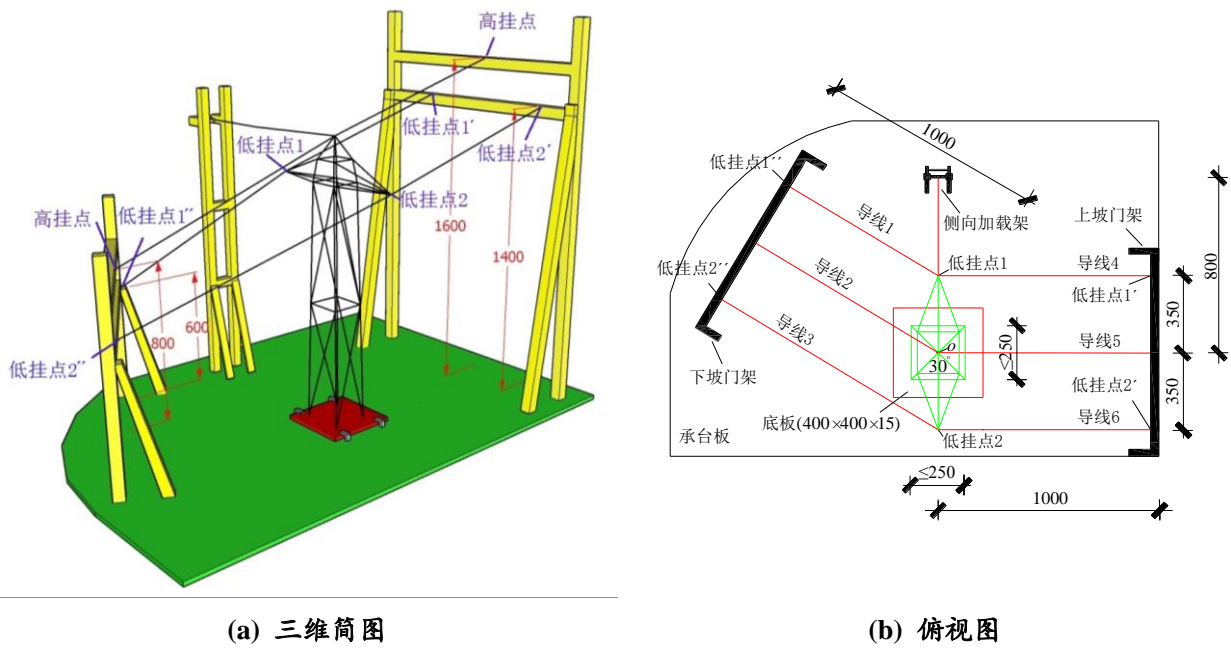 高挂点
低挂点1′
低挂点2′
低挂点1
低挂点2
高挂点
低挂点1″
低挂点2″
1600
1400
800
600
(a) 三维简图
1000
低挂点1′′
侧向加载架
上坡门架
800
导线1
低挂点1
导线4
低挂点1′
低挂点2′′
导线2
350
导线3
o
导线5
≤250
30°
下坡门架
低挂点2′
350
底板(400×400×15)
导线6
承台板
低挂点2
≤250
1000
(b) 俯视图